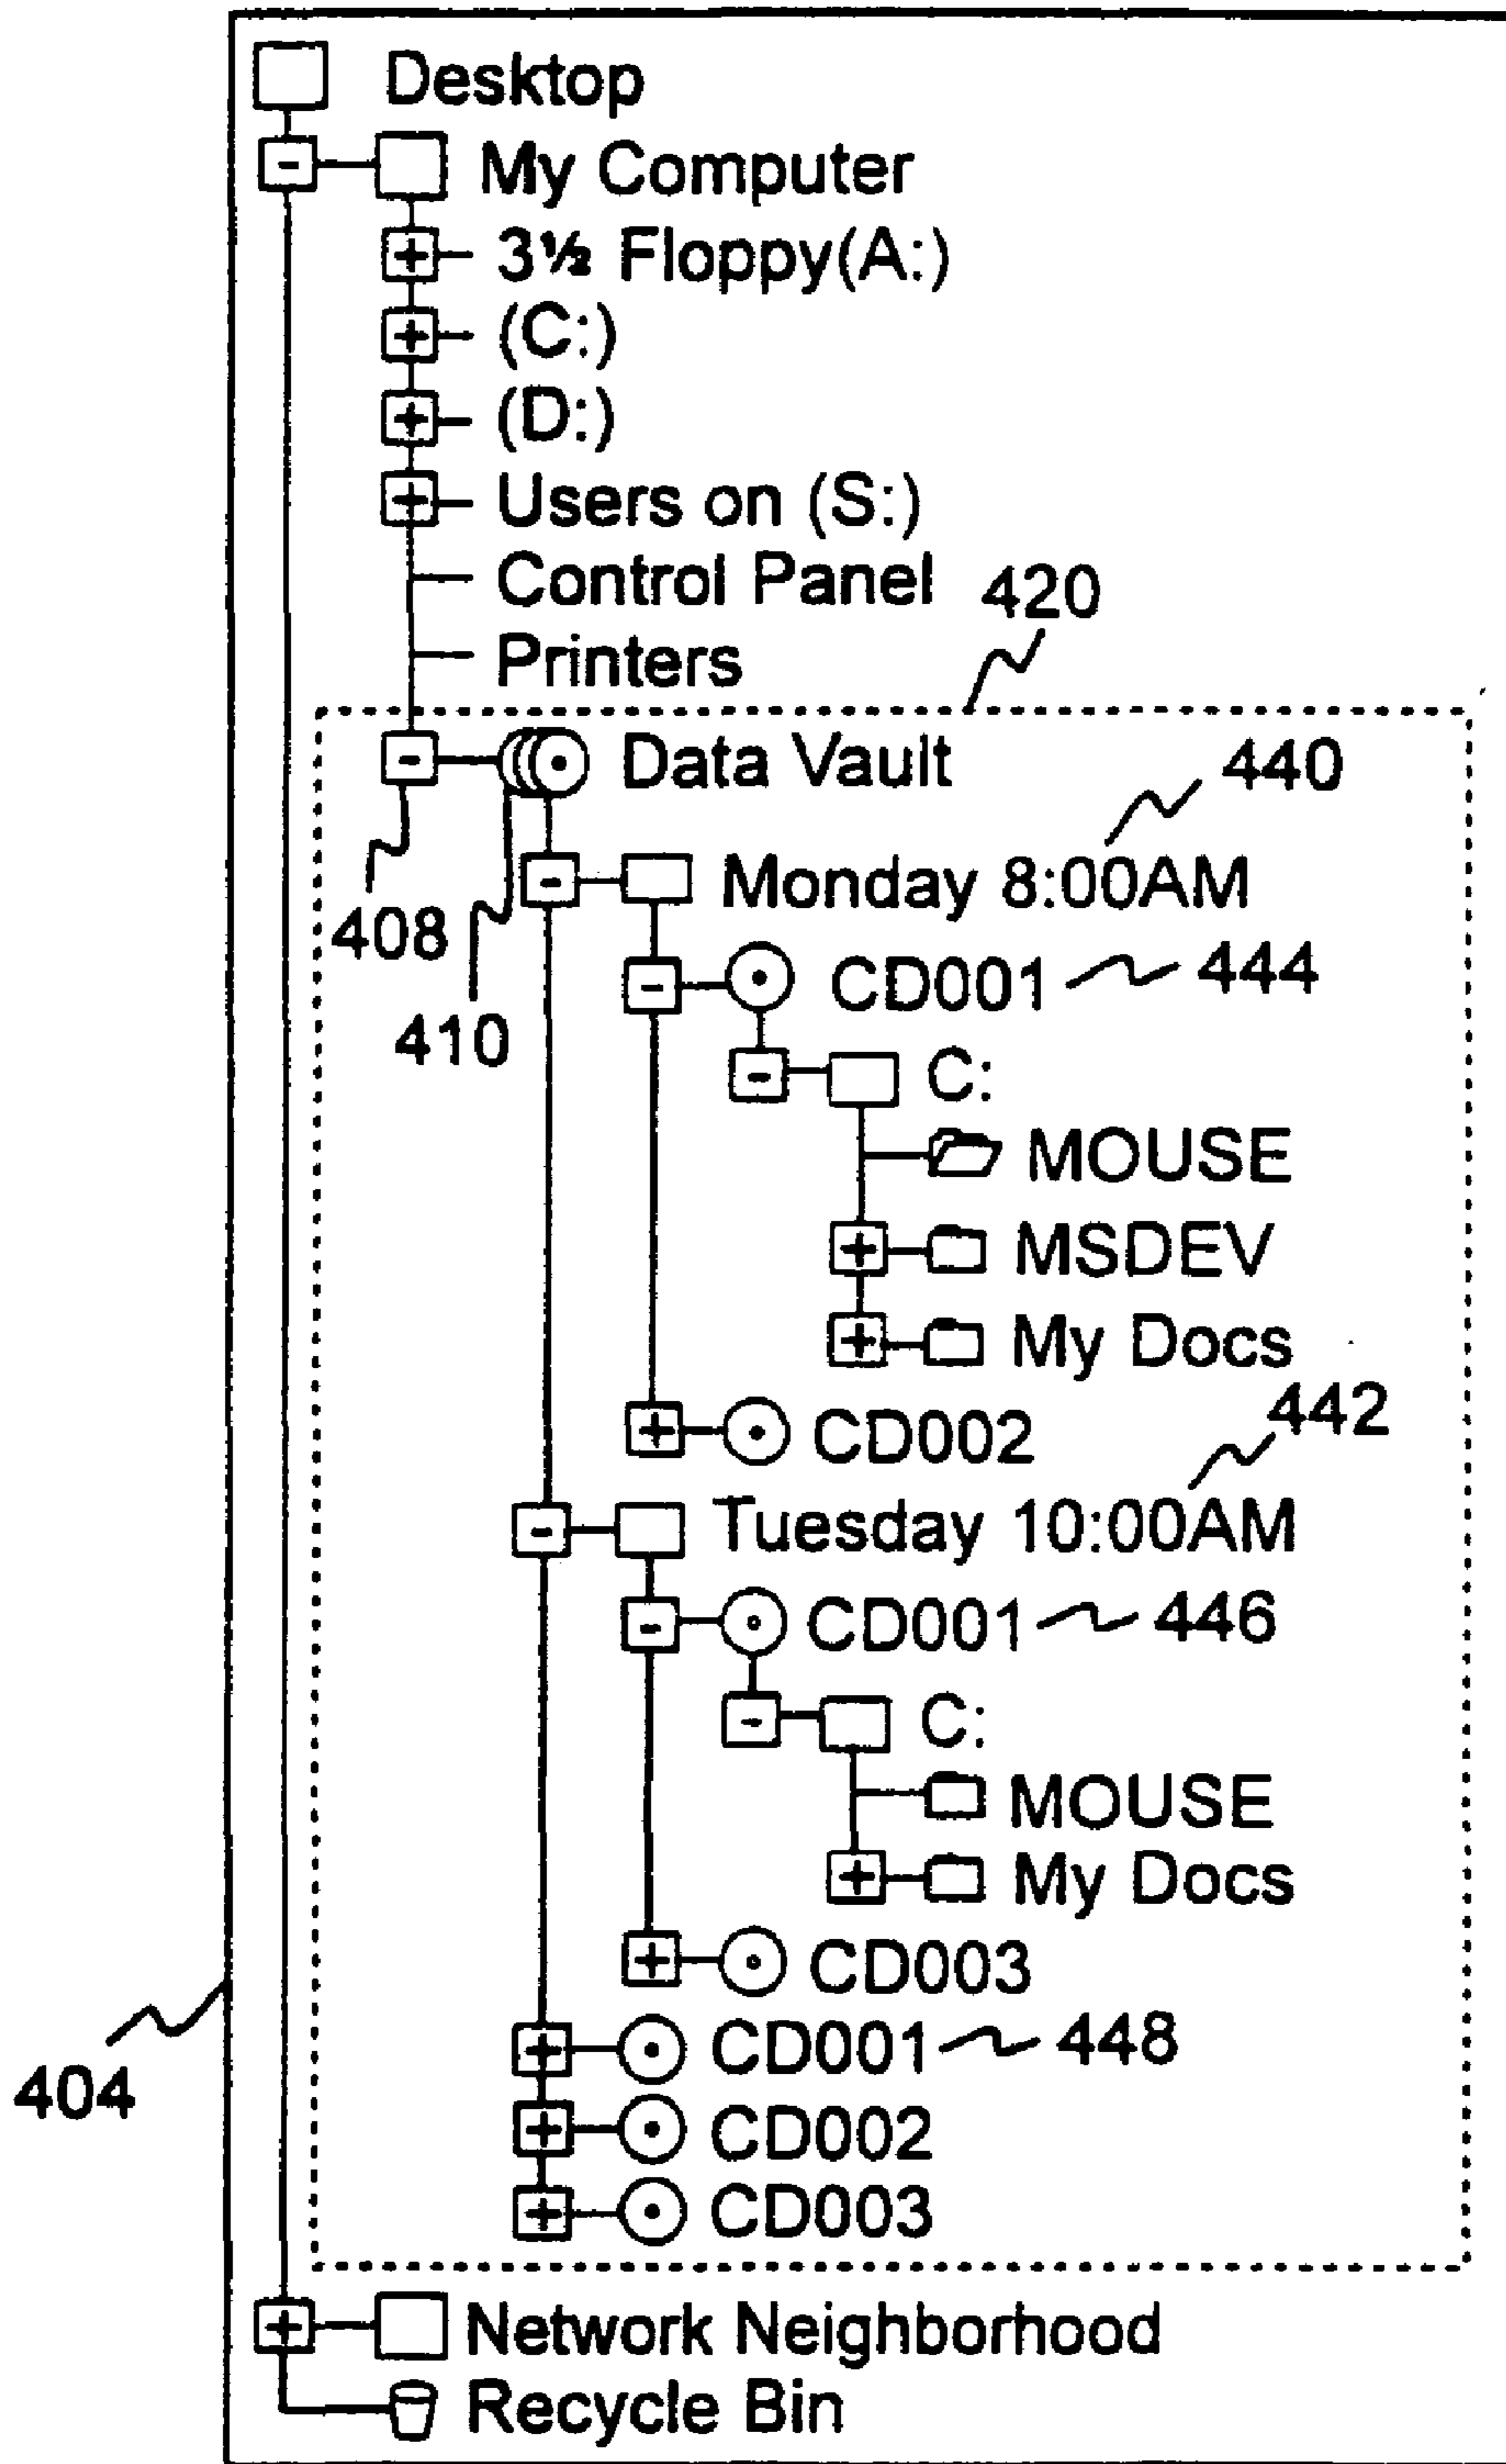 Desktop
My Computer
3½ Floppy(A:)
(C:)
(D:)
Users on (S:)
Control Panel
420
Printers
Data Vault
440
Monday 8:00AM
408
CD001
444
410
C:
MOUSE
MSDEV
My Docs
442
CD002
Tuesday 10:00AM
CD001
446
C:
MOUSE
My Docs
CD003
CD001
448
404
CD002
CD003
Network Neighborhood
Recycle Bin